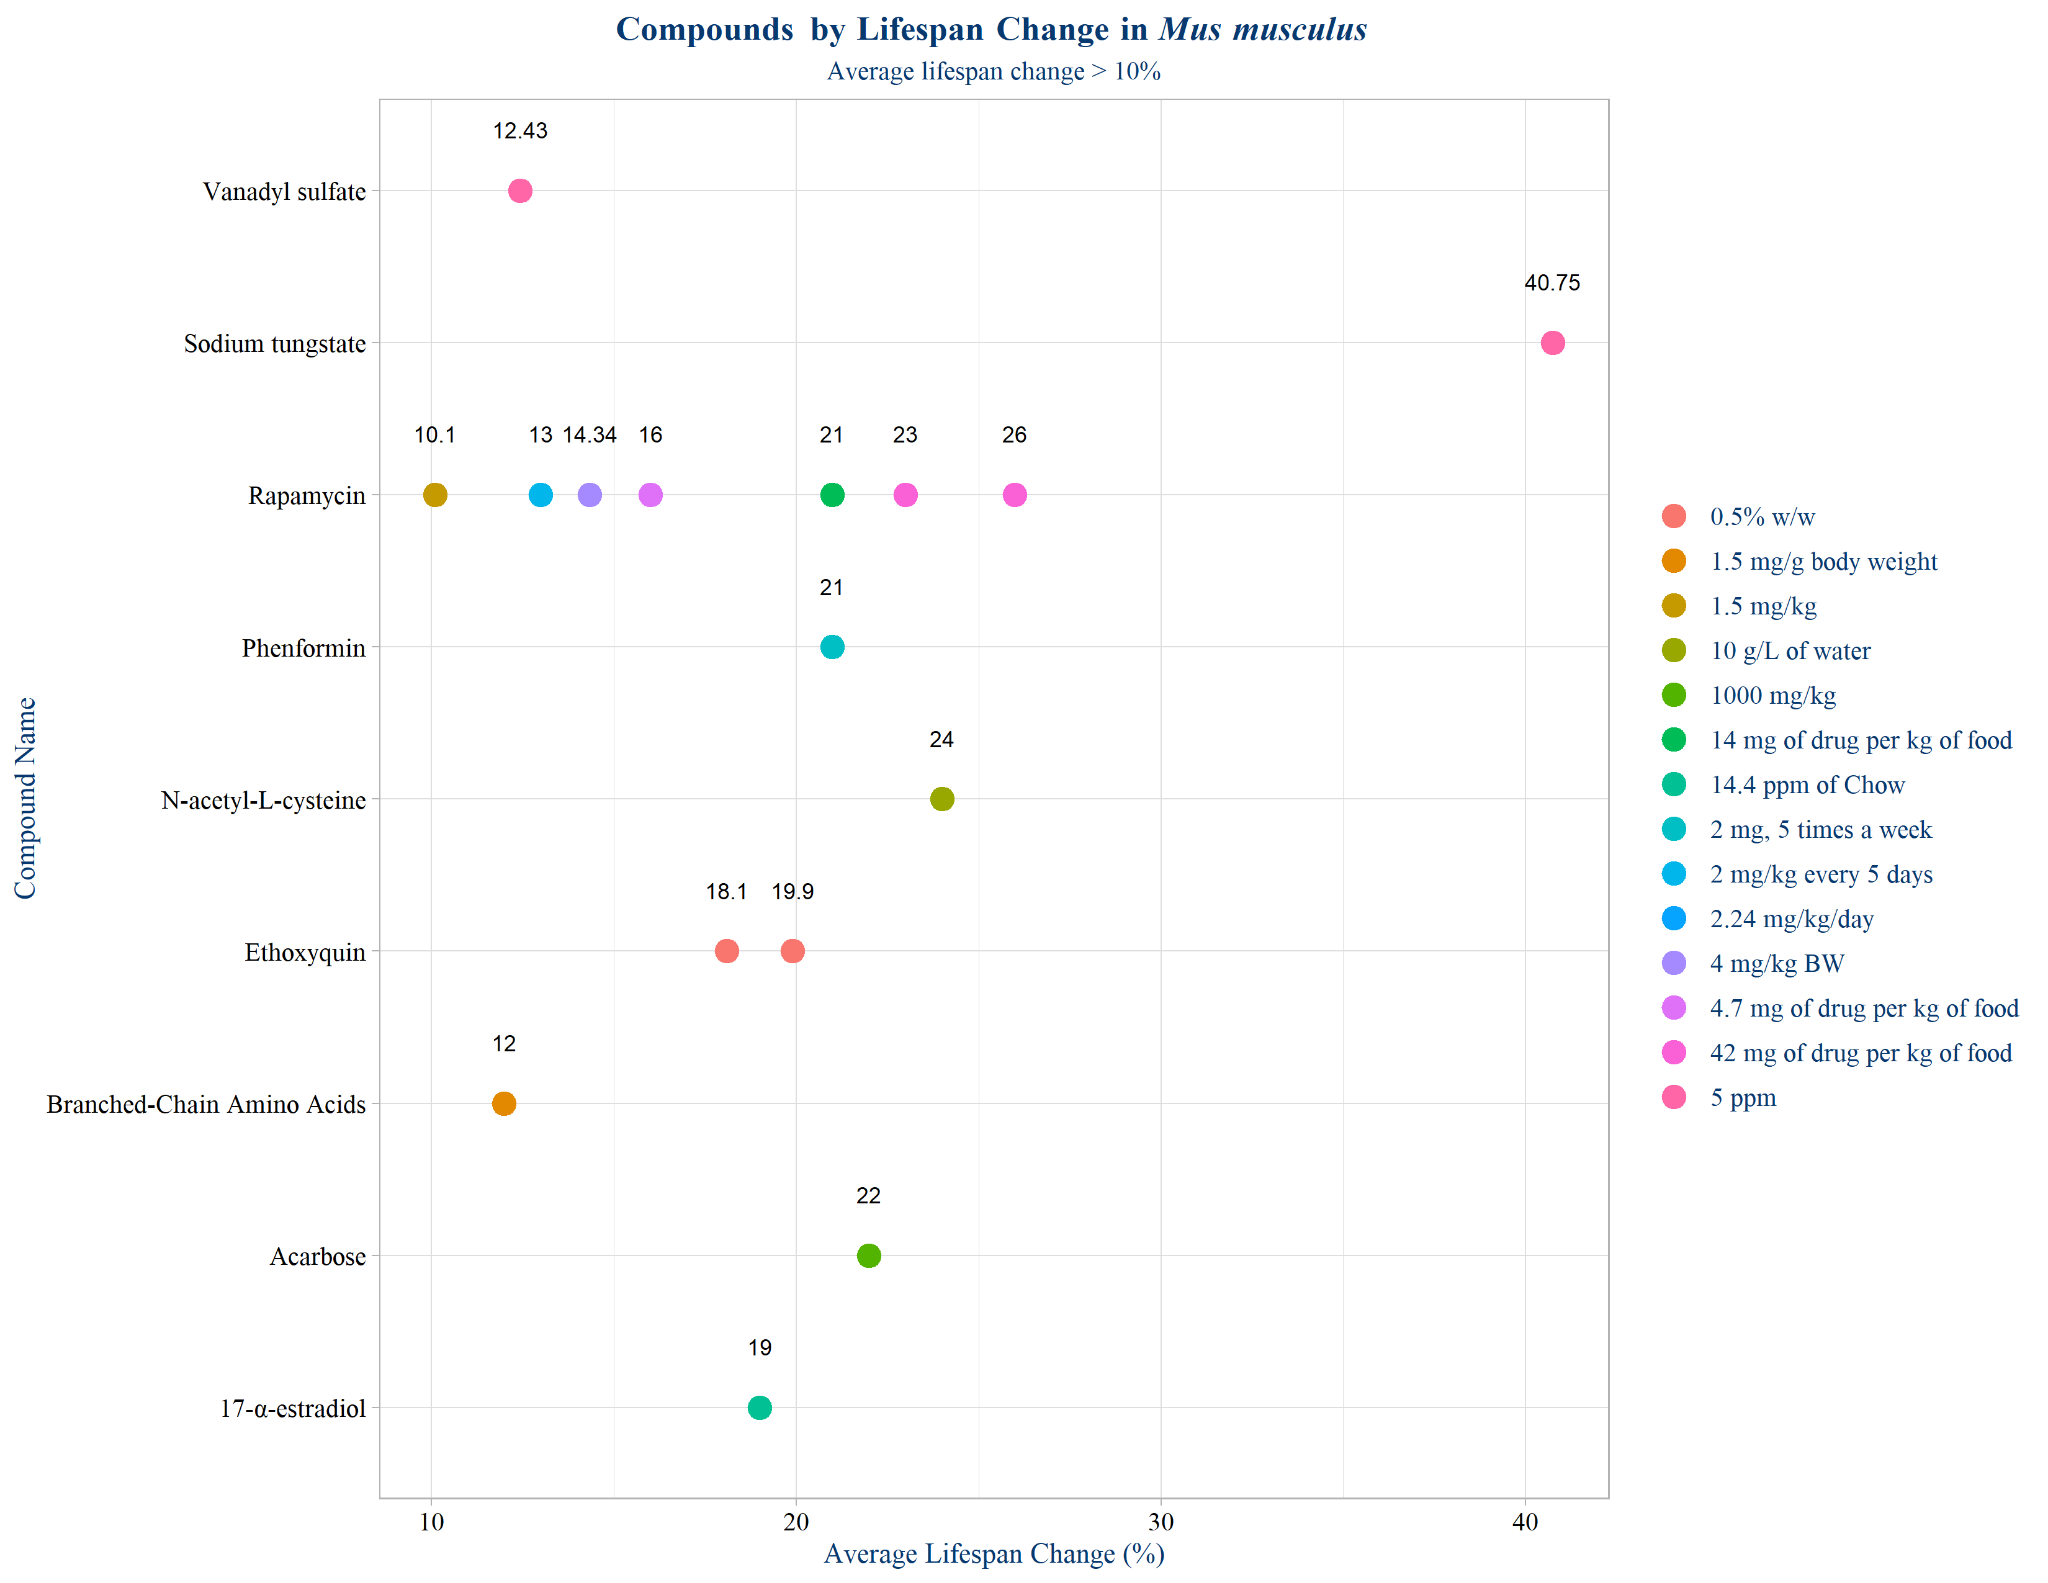 Compounds by Lifespan Change in Mus musculus
Average lifespan change > 10%
12.43
Vanadyl sulfate
40.75
Sodium tungstate
10.1 13 14.34 16 21 23 26
Rapamycin
21
Phenformin
24
N-acetyl-L-cysteine
18.1 19.9
Ethoxyquin
12
Branched-Chain Amino Acids
22
Acarbose
19
17-α-estradiol
10 20 30 40
Average Lifespan Change (%)
Compound Name
0.5% w/w
1.5 mg/g body weight
1.5 mg/kg
10 g/L of water
1000 mg/kg
14 mg of drug per kg of food
14.4 ppm of Chow
2 mg, 5 times a week
2 mg/kg every 5 days
2.24 mg/kg/day
4 mg/kg BW
4.7 mg of drug per kg of food
42 mg of drug per kg of food
5 ppm